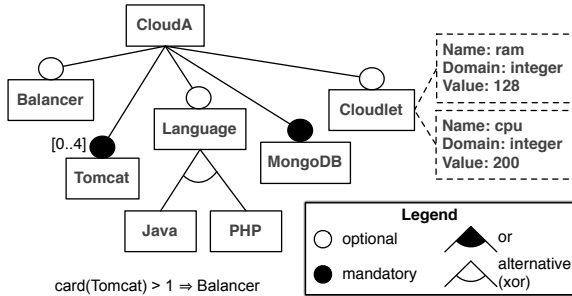 CloudA
Name: ram
Domain: integer
Value: 128
Balancer
Cloudlet
Language
Name: cpu
Domain: integer
Value: 200
[0..4]
MongoDB
Tomcat
Java
PHP
Legend
optional
or
mandatory
alternative
(xor)
card(Tomcat) > 1 ⇒ Balancer